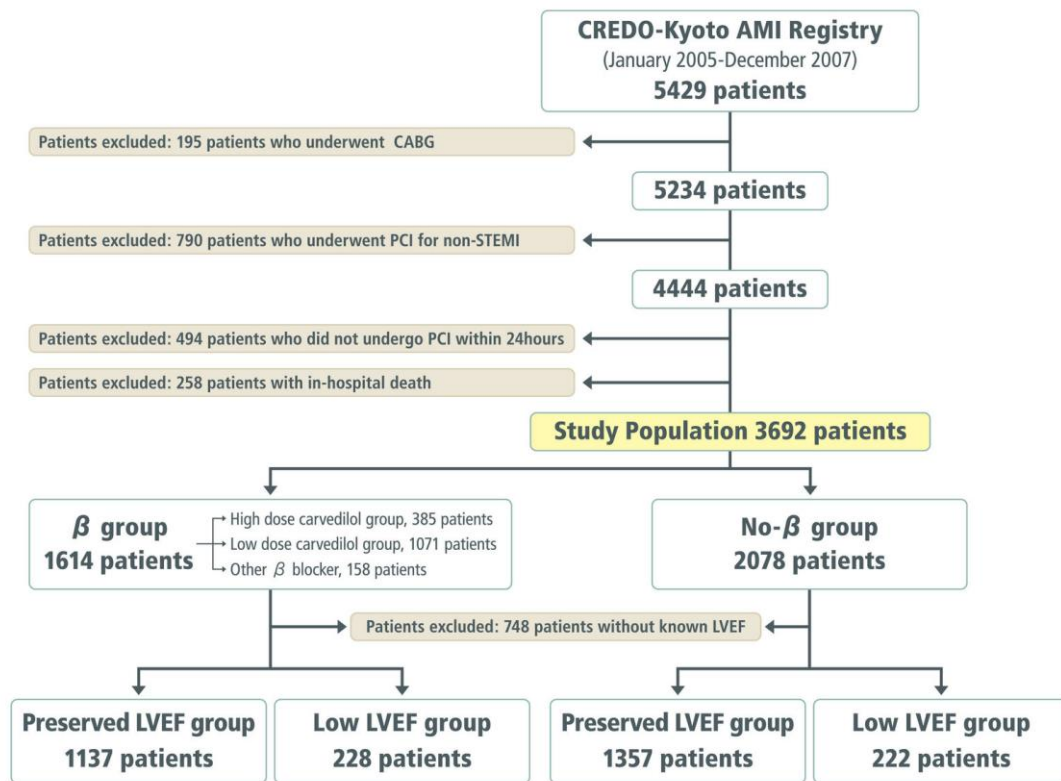 CREDO-Kyoto AMI Registry
(January 2005-December 2007)
5429 patients
Patients excluded: 195 patients who underwent CABG
5234 patients
Patients excluded: 790 patients who underwent PCI for non-STEMI
4444 patients
Patients excluded: 494 patients who did not undergo PCI within 24hours
Patients excluded: 258 patients with in-hospital death
Study Population 3692 patients
β group
1614 patients
High dose carvedilol group, 385 patients
Low dose carvedilol group, 1071 patients
Other β blocker, 158 patients
No-β group
2078 patients
Patients excluded: 748 patients without known LVEF
Preserved LVEF group
1137 patients
Low LVEF group
228 patients
Preserved LVEF group
1357 patients
Low LVEF group
222 patients